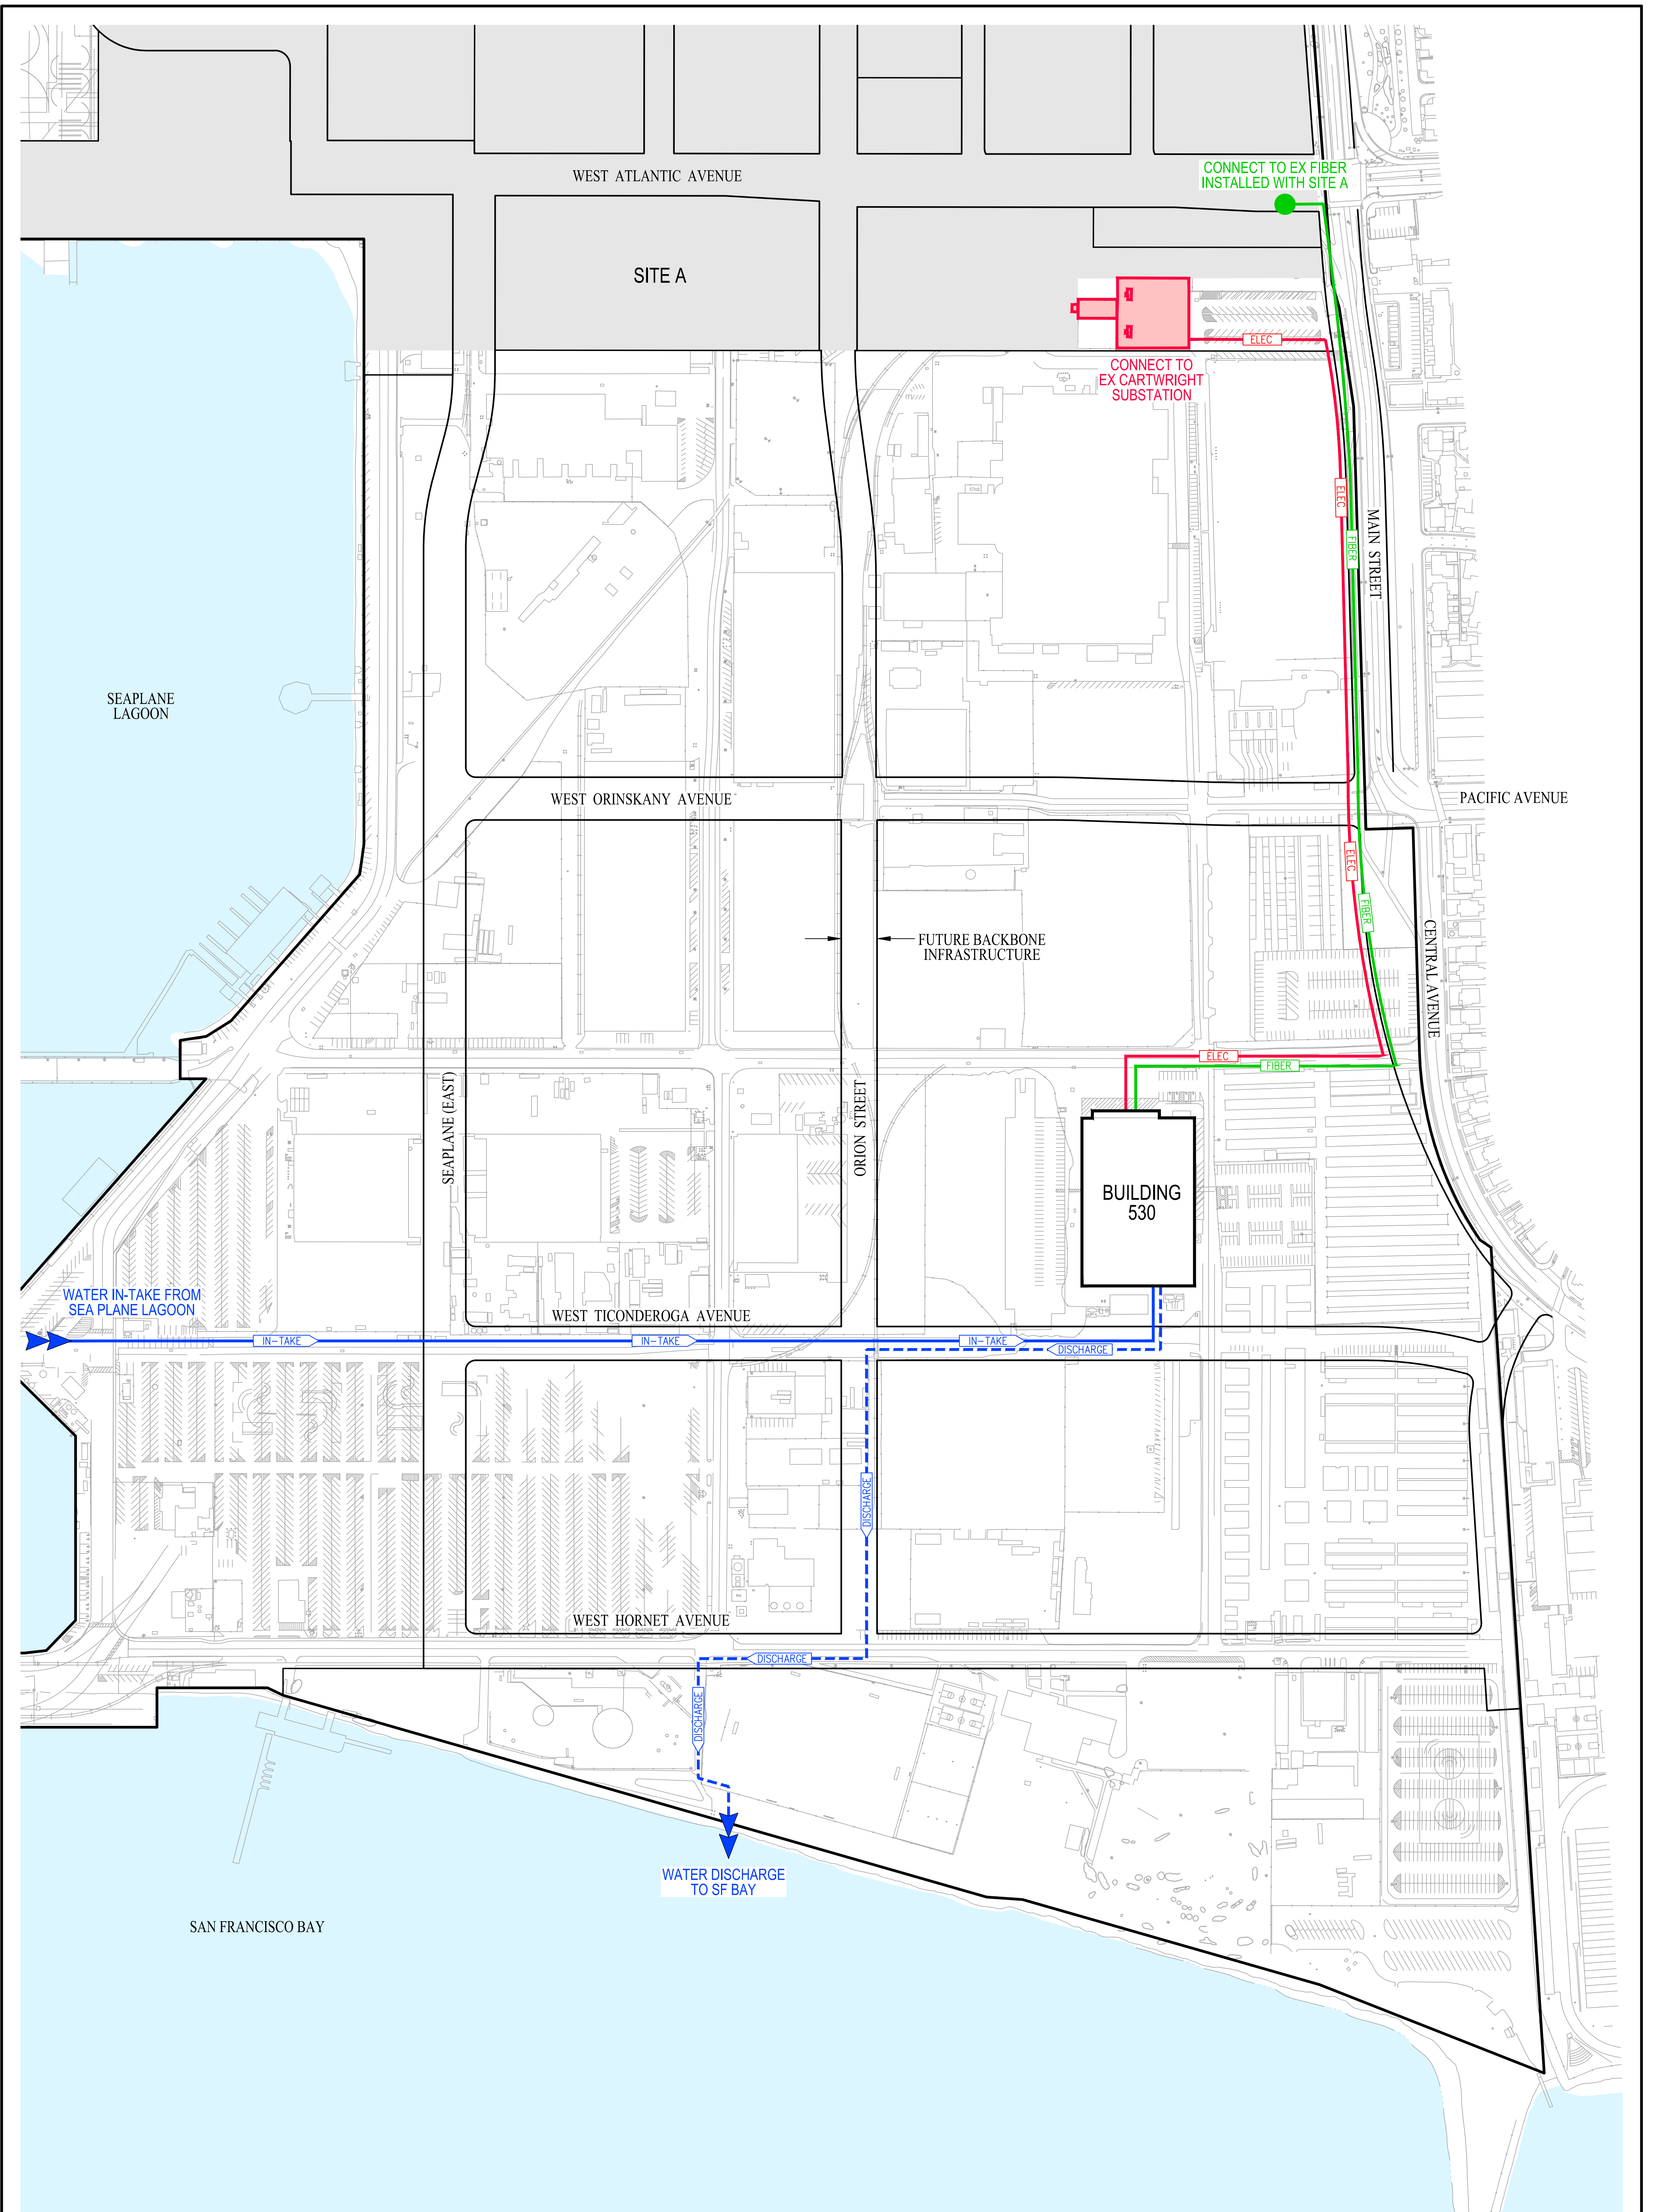 WEST ATLANTIC AVENUE
CONNECT TO EX FIBER
INSTALLED WITH SITE A
SITE A
ELEC
CONNECT TO
EX CARTWRIGHT
SUBSTATION
ELEC
FIBER
MAIN STREET
SEAPLANE
LAGOON
WEST ORINSKANY AVENUE
PACIFIC AVENUE
ELEC
FIBER
FUTURE BACKBONE
INFRASTRUCTURE
CENTRAL AVENUE
ELEC
FIBER
SEAPLANE (EAST)
ORION STREET
BUILDING
530
WATER IN-TAKE FROM
SEA PLANE LAGOON
WEST TICONDEROGA AVENUE
IN-TAKE
IN-TAKE
IN-TAKE
DISCHARGE
DISCHARGE
WEST HORNET AVENUE
DISCHARGE
DISCHARGE
WATER DISCHARGE
TO SF BAY
SAN FRANCISCO BAY